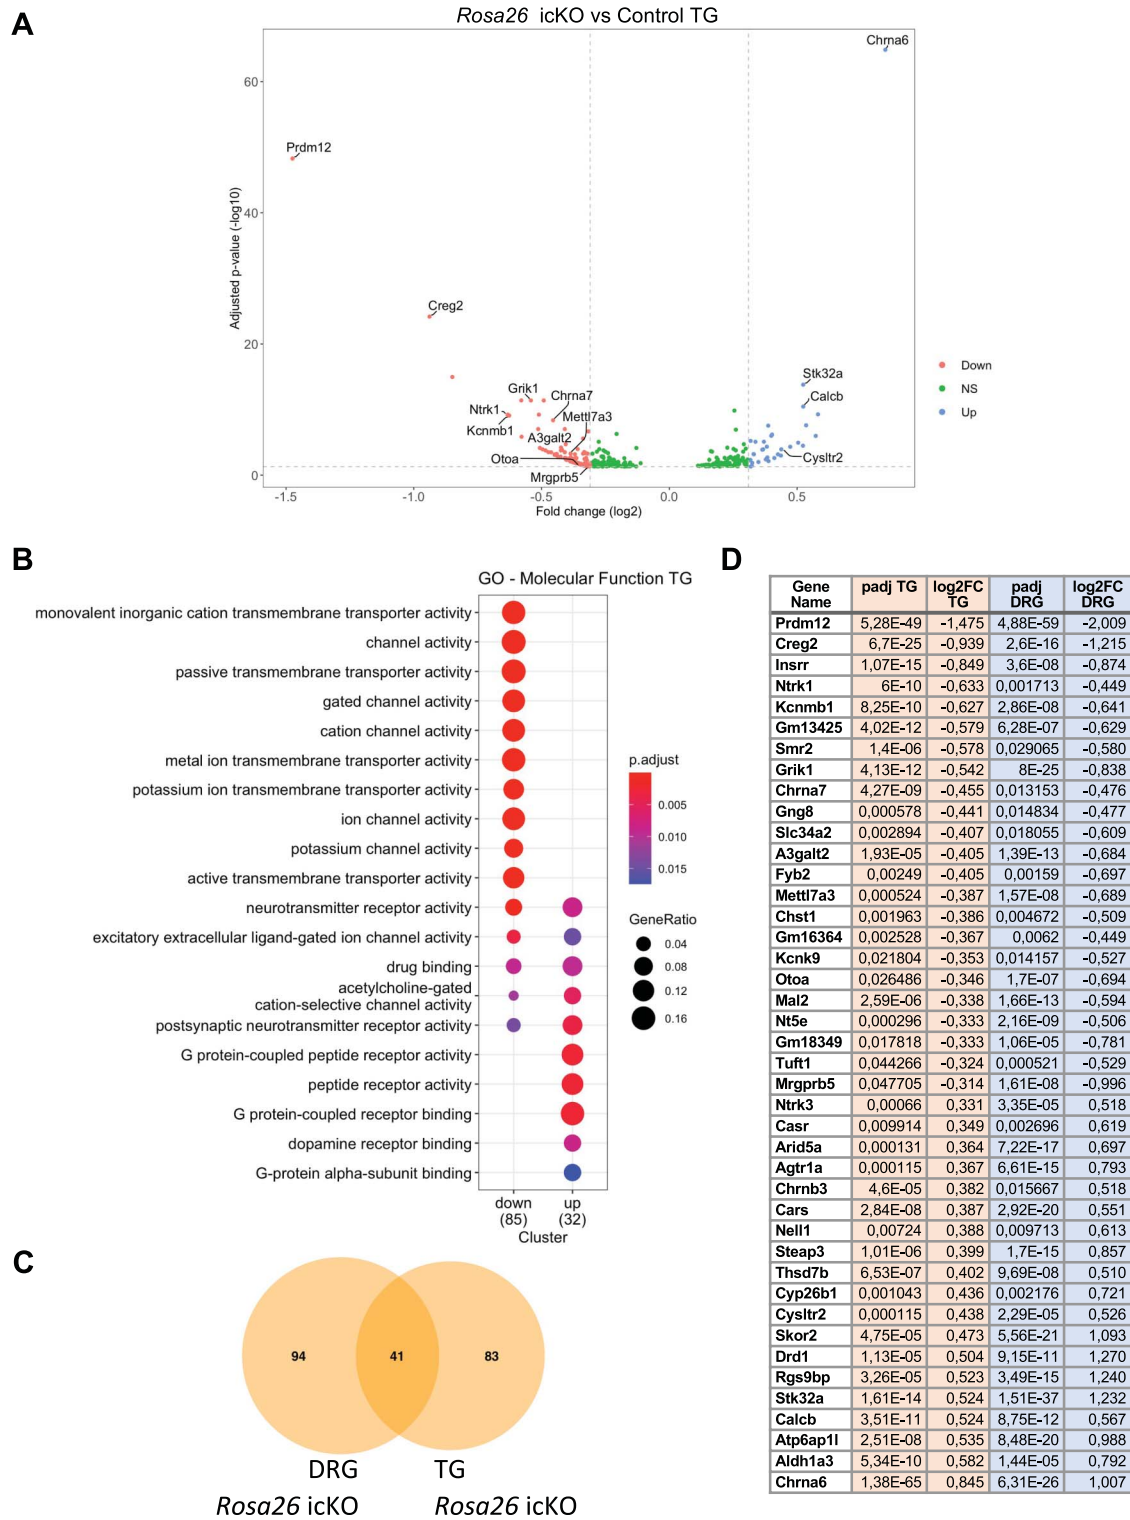 A
Rosa26 icKO vs Control TG
Adjusted p-value (-log10)
60
40
20
0
-1.5
-1.0
-0.5
0.0
0.5
Fold change (log2)
Chrna6
Prdm12
Creg2
Stk32a
Calcb
Grik1
Chrna7
Ntrk1
Mettl7a3
Kcnmb1
A3galt2
Otoa
Cysltr2
Mrgprb5
Down
NS
Up
B
GO - Molecular Function TG
monovalent inorganic cation transmembrane transporter activity
channel activity
passive transmembrane transporter activity
gated channel activity
cation channel activity
metal ion transmembrane transporter activity
potassium ion transmembrane transporter activity
ion channel activity
potassium channel activity
active transmembrane transporter activity
neurotransmitter receptor activity
excitatory extracellular ligand-gated ion channel activity
drug binding
acetylcholine-gated
cation-selective channel activity
postsynaptic neurotransmitter receptor activity
G protein-coupled peptide receptor activity
peptide receptor activity
G protein-coupled receptor binding
dopamine receptor binding
G-protein alpha-subunit binding
down
(85)
up
(32)
Cluster
p.adjust
0.005
0.010
0.015
GeneRatio
0.04
0.08
0.12
0.16
C
94
41
83
DRG
Rosa26 icKO
TG
Rosa26 icKO
D
Gene Name padj TG log2FC TG padj DRG log2FC DRG
Prdm12 5,28E-49 -1,475 4,88E-59 -2,009
Creg2 6,7E-25 -0,939 2,6E-16 -1,215
Insrr 1,07E-15 -0,849 3,6E-08 -0,874
Ntrk1 6E-10 -0,633 0,001713 -0,449
Kcnmb1 8,25E-10 -0,627 2,86E-08 -0,641
Gm13425 4,02E-12 -0,579 6,28E-07 -0,629
Smr2 1,4E-06 -0,578 0,029065 -0,580
Grik1 4,13E-12 -0,542 8E-25 -0,838
Chrna7 4,27E-09 -0,455 0,013153 -0,476
Gng8 0,000578 -0,441 0,014834 -0,477
Slc34a2 0,002894 -0,407 0,018055 -0,609
A3galt2 1,93E-05 -0,405 1,39E-13 -0,684
Fyb2 0,00249 -0,405 0,00159 -0,697
Mettl7a3 0,000524 -0,387 1,57E-08 -0,689
Chst1 0,001963 -0,386 0,004672 -0,509
Gm16364 0,002528 -0,367 0,0062 -0,449
Kcnk9 0,021804 -0,353 0,014157 -0,527
Otoa 0,026486 -0,346 1,7E-07 -0,694
Mal2 2,59E-06 -0,338 1,66E-13 -0,594
Nt5e 0,000296 -0,333 2,16E-09 -0,506
Gm18349 0,017818 -0,333 1,06E-05 -0,781
Tuft1 0,044266 -0,324 0,000521 -0,529
Mrgprb5 0,047705 -0,314 1,61E-08 -0,996
Ntrk3 0,00066 0,331 3,35E-05 0,518
Casr 0,009914 0,349 0,002696 0,619
Arid5a 0,000131 0,364 7,22E-17 0,697
Agtr1a 0,000115 0,367 6,61E-15 0,793
Chrnb3 4,6E-05 0,382 0,015667 0,518
Cars 2,84E-08 0,387 2,92E-20 0,551
Nell1 0,00724 0,388 0,009713 0,613
Steap3 1,01E-06 0,399 1,7E-15 0,857
Thsd7b 6,53E-07 0,402 9,69E-08 0,510
Cyp26b1 0,001043 0,436 0,002176 0,721
Cysltr2 0,000115 0,438 2,29E-05 0,526
Skor2 4,75E-05 0,473 5,56E-21 1,093
Drd1 1,13E-05 0,504 9,15E-11 1,270
Rgs9bp 3,26E-05 0,523 3,49E-15 1,240
Stk32a 1,61E-14 0,524 1,51E-37 1,232
Calcb 3,51E-11 0,524 8,75E-12 0,567
Atp6ap1l 2,51E-08 0,535 8,48E-20 0,988
Aldh1a3 5,34E-10 0,582 1,44E-05 0,792
Chrna6 1,38E-65 0,845 6,31E-26 1,007